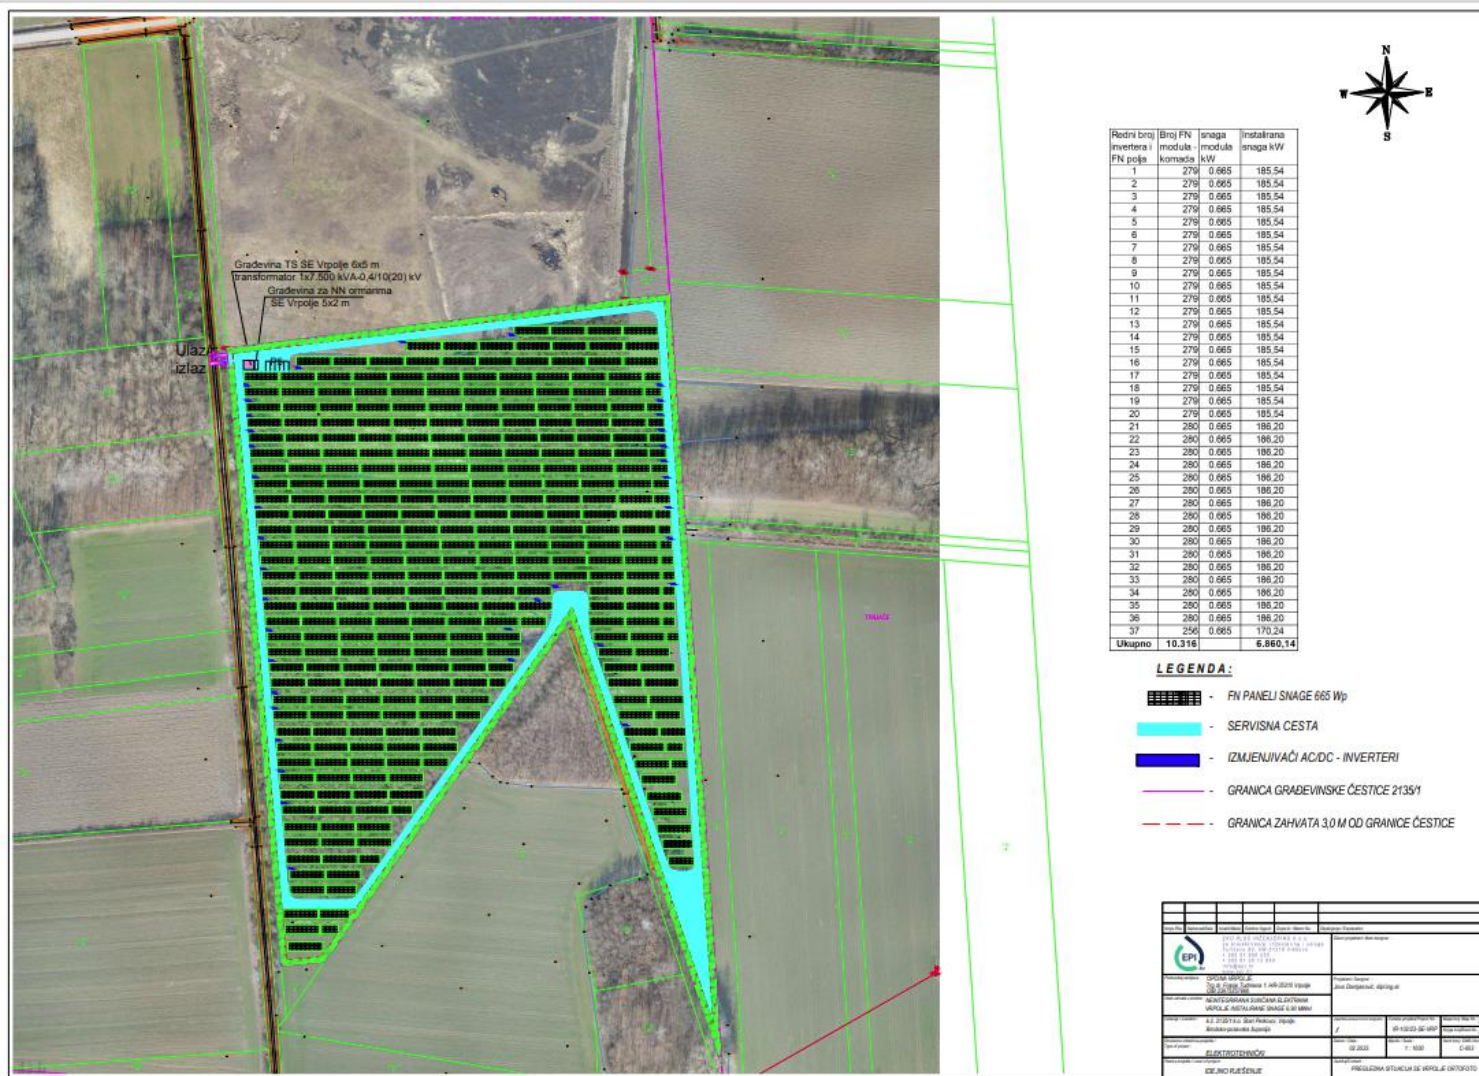 N
W E
S
Građevina TS SE Vrpolje 6x5 m
transformator 1x7.500 kVA-0,4/10(20) kV
Građevina za NN ormarima
SE Vrpolje 5x2 m
Ulaz
izlaz
Redni broj invertera i FN polja | Broj FN modula - komada | snaga modula kW | Instalirana snaga kW
1 279 0.665 185,54
2 279 0.665 185,54
3 279 0.665 185,54
4 279 0.665 185,54
5 279 0.665 185,54
6 279 0.665 185,54
7 279 0.665 185,54
8 279 0.665 185,54
9 279 0.665 185,54
10 279 0.665 185,54
11 279 0.665 185,54
12 279 0.665 185,54
13 279 0.665 185,54
14 279 0.665 185,54
15 279 0.665 185,54
16 279 0.665 185,54
17 279 0.665 185,54
18 279 0.665 185,54
19 279 0.665 185,54
20 279 0.665 185,54
21 280 0.665 186,20
22 280 0.665 186,20
23 280 0.665 186,20
24 280 0.665 186,20
25 280 0.665 186,20
26 280 0.665 186,20
27 280 0.665 186,20
28 280 0.665 186,20
29 280 0.665 186,20
30 280 0.665 186,20
31 280 0.665 186,20
32 280 0.665 186,20
33 280 0.665 186,20
34 280 0.665 186,20
35 280 0.665 186,20
36 280 0.665 186,20
37 256 0.665 170,24
Ukupno 10.316 6.860,14
LEGENDA:
- FN PANELI SNAGE 665 Wp
- SERVISNA CESTA
- IZMJENJIVAČI AC/DC - INVERTERI
- GRANICA GRAĐEVINSKE ČESTICE 2135/1
- GRANICA ZAHVATA 3,0 M OD GRANICE ČESTICE
EPI
OPĆINA VRPOLJE
NEINTEGRIRANA SUNČANA ELEKTRANA
VRPOLJE INSTALIRANE SNAGE
ELEKTROTEHNIČKI
IDEJNO RJEŠENJE
02.2023.
1 : 1000
PREGLEDNA SITUACIJA SE VRPOLJE ORTOFOTO